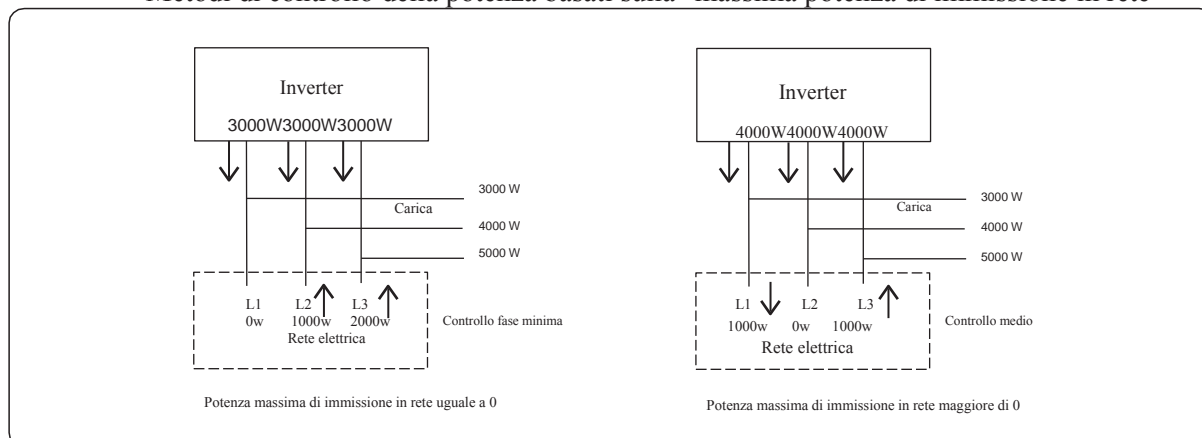 Metodi di controllo della potenza basati sulla "massima potenza di immissione in rete"
Inverter
3000W3000W3000W
3000 W
Carica
4000 W
5000 W
L1 L2 L3
0w 1000w 2000w
Rete elettrica
Controllo fase minima
Potenza massima di immissione in rete uguale a 0
Inverter
4000W4000W4000W
3000 W
Carica
4000 W
5000 W
L1 L2 L3
1000w 0w 1000w
Rete elettrica
Controllo medio
Potenza massima di immissione in rete maggiore di 0